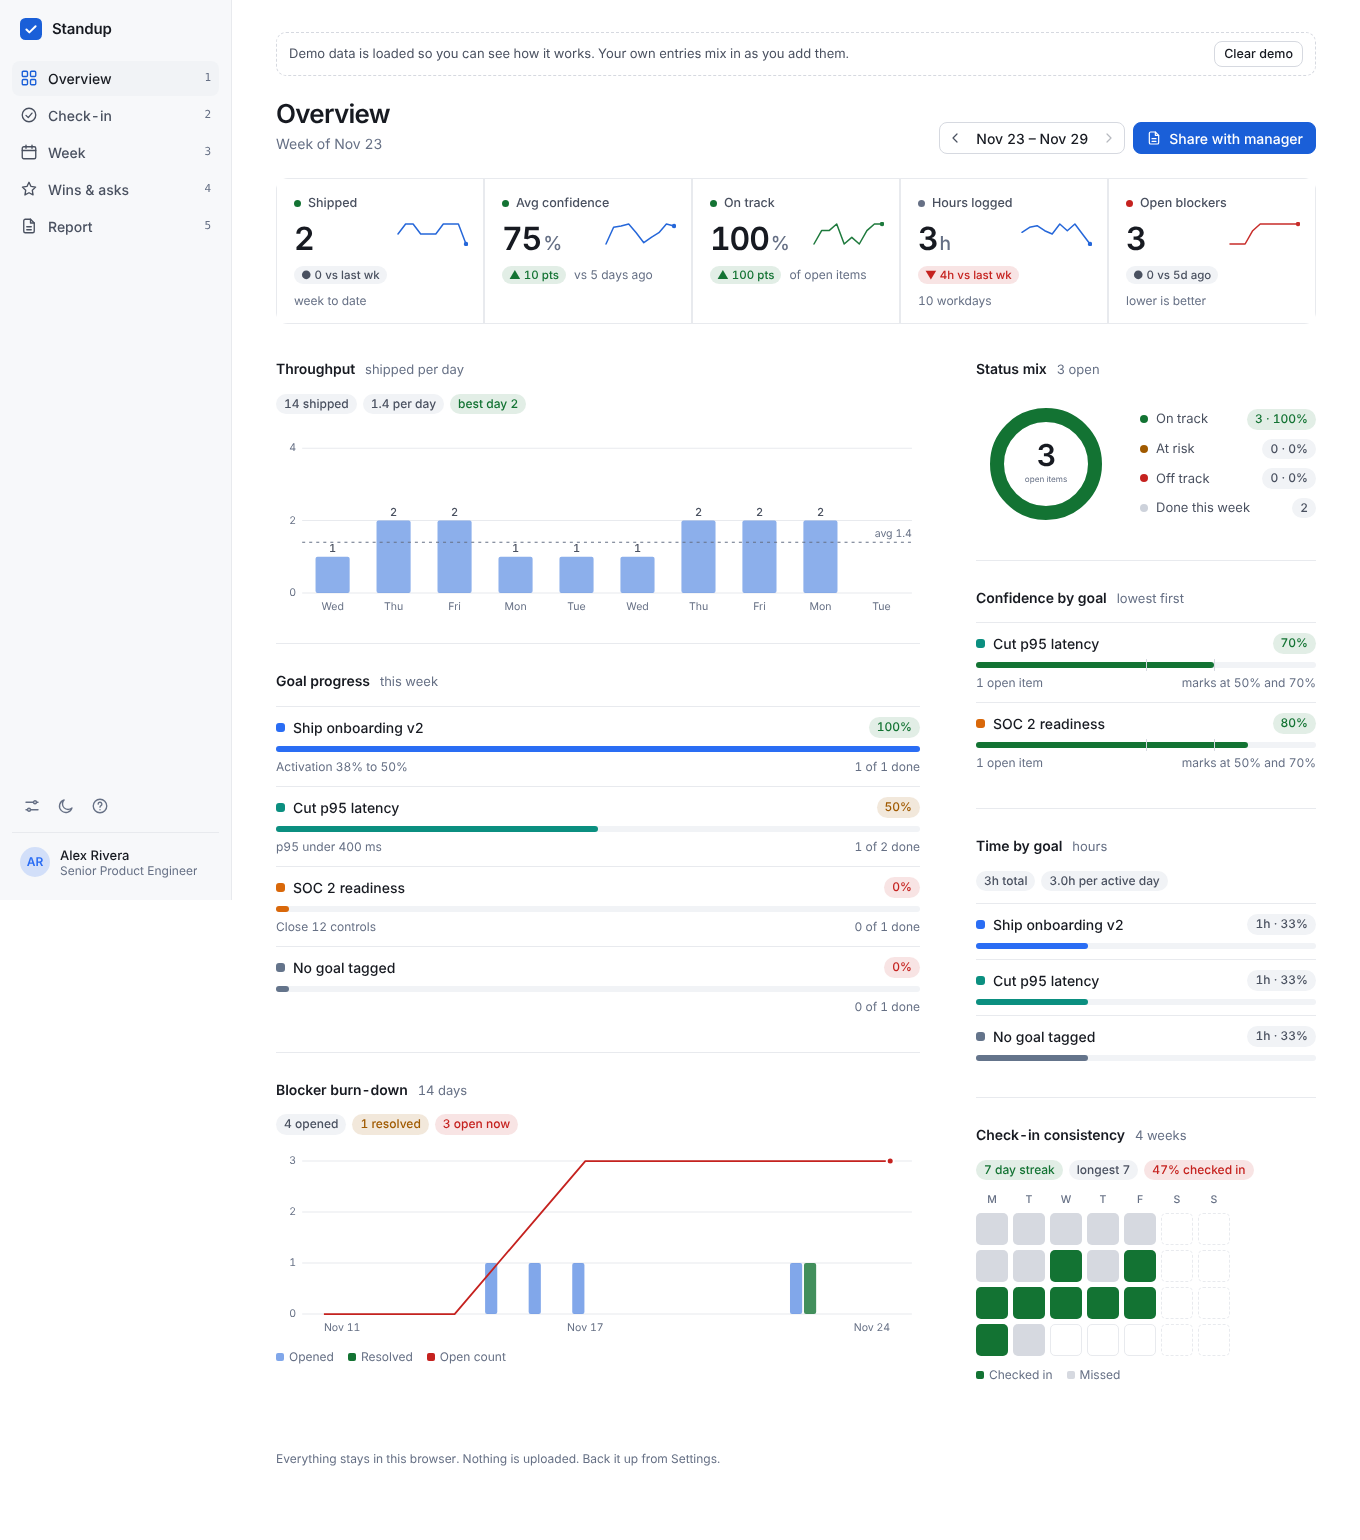 Standup
Overview 1
Check-in 2
Week 3
Wins & asks 4
Report 5
AR
Alex Rivera
Senior Product Engineer
Demo data is loaded so you can see how it works. Your own entries mix in as you add them.
Clear demo
Overview
Week of Nov 23
Nov 23 – Nov 29
Share with manager
Shipped
2
0 vs last wk
week to date
Avg confidence
75%
10 pts vs 5 days ago
On track
100%
100 pts of open items
Hours logged
3h
4h vs last wk
10 workdays
Open blockers
3
0 vs 5d ago
lower is better
Throughput shipped per day
14 shipped 1.4 per day best day 2
4
2
0
1 2 2 1 1 1 2 2 2
avg 1.4
Wed Thu Fri Mon Tue Wed Thu Fri Mon Tue
Goal progress this week
Ship onboarding v2 100%
Activation 38% to 50% 1 of 1 done
Cut p95 latency 50%
p95 under 400 ms 1 of 2 done
SOC 2 readiness 0%
Close 12 controls 0 of 1 done
No goal tagged 0%
0 of 1 done
Blocker burn-down 14 days
4 opened 1 resolved 3 open now
3
2
1
0
Nov 11 Nov 17 Nov 24
Opened Resolved Open count
Status mix 3 open
3
open items
On track 3 · 100%
At risk 0 · 0%
Off track 0 · 0%
Done this week 2
Confidence by goal lowest first
Cut p95 latency 70%
1 open item marks at 50% and 70%
SOC 2 readiness 80%
1 open item marks at 50% and 70%
Time by goal hours
3h total 3.0h per active day
Ship onboarding v2 1h · 33%
Cut p95 latency 1h · 33%
No goal tagged 1h · 33%
Check-in consistency 4 weeks
7 day streak longest 7 47% checked in
M T W T F S S
Checked in Missed
Everything stays in this browser. Nothing is uploaded. Back it up from Settings.